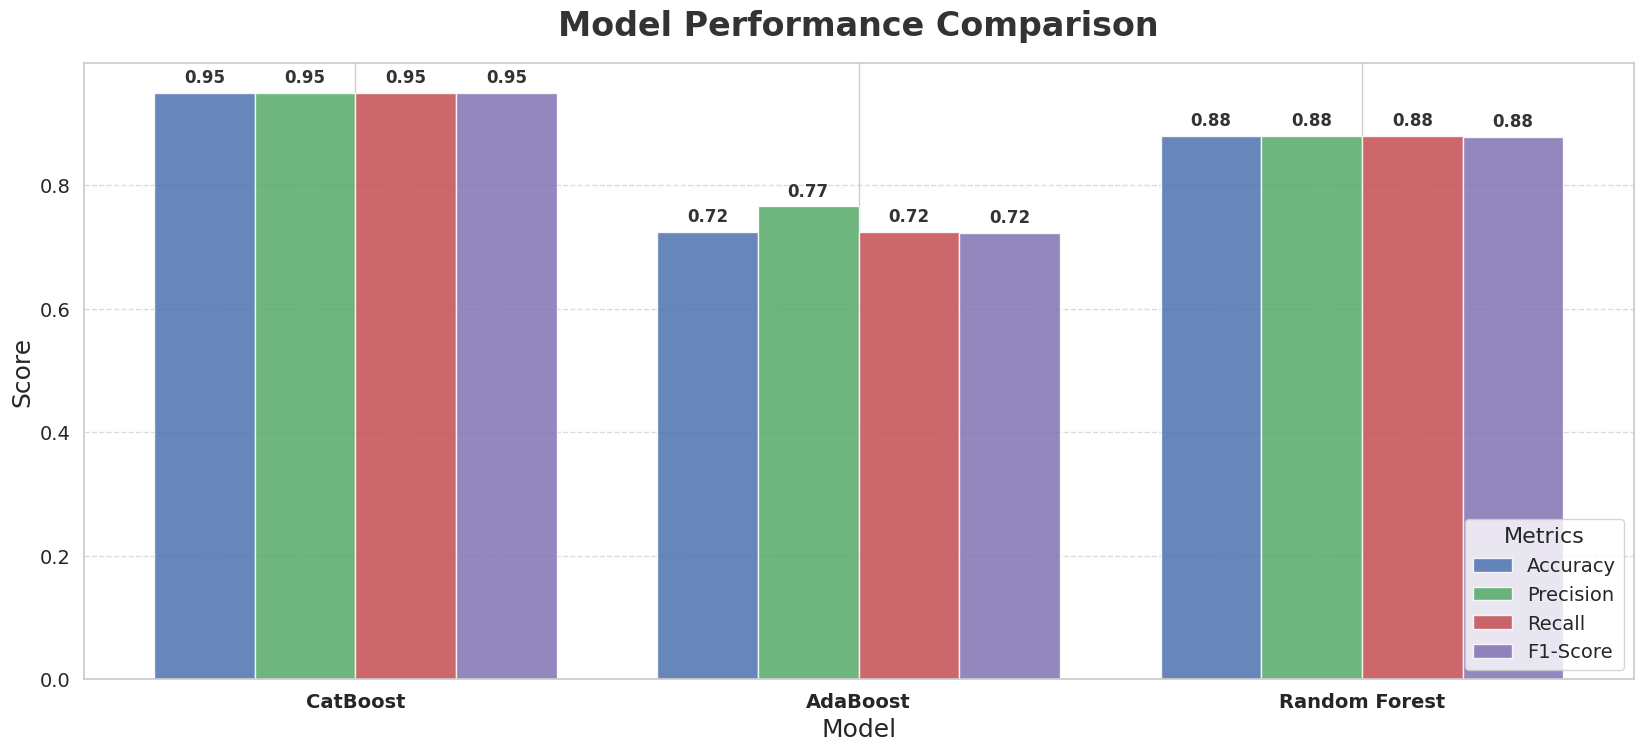 Model Performance Comparison
0.95 0.95 0.95 0.95
0.88 0.88 0.88 0.88
0.77
0.72 0.72 0.72
0.8
0.6
0.4
0.2
0.0
Score
Metrics
Accuracy
Precision
Recall
F1-Score
CatBoost AdaBoost Random Forest
Model